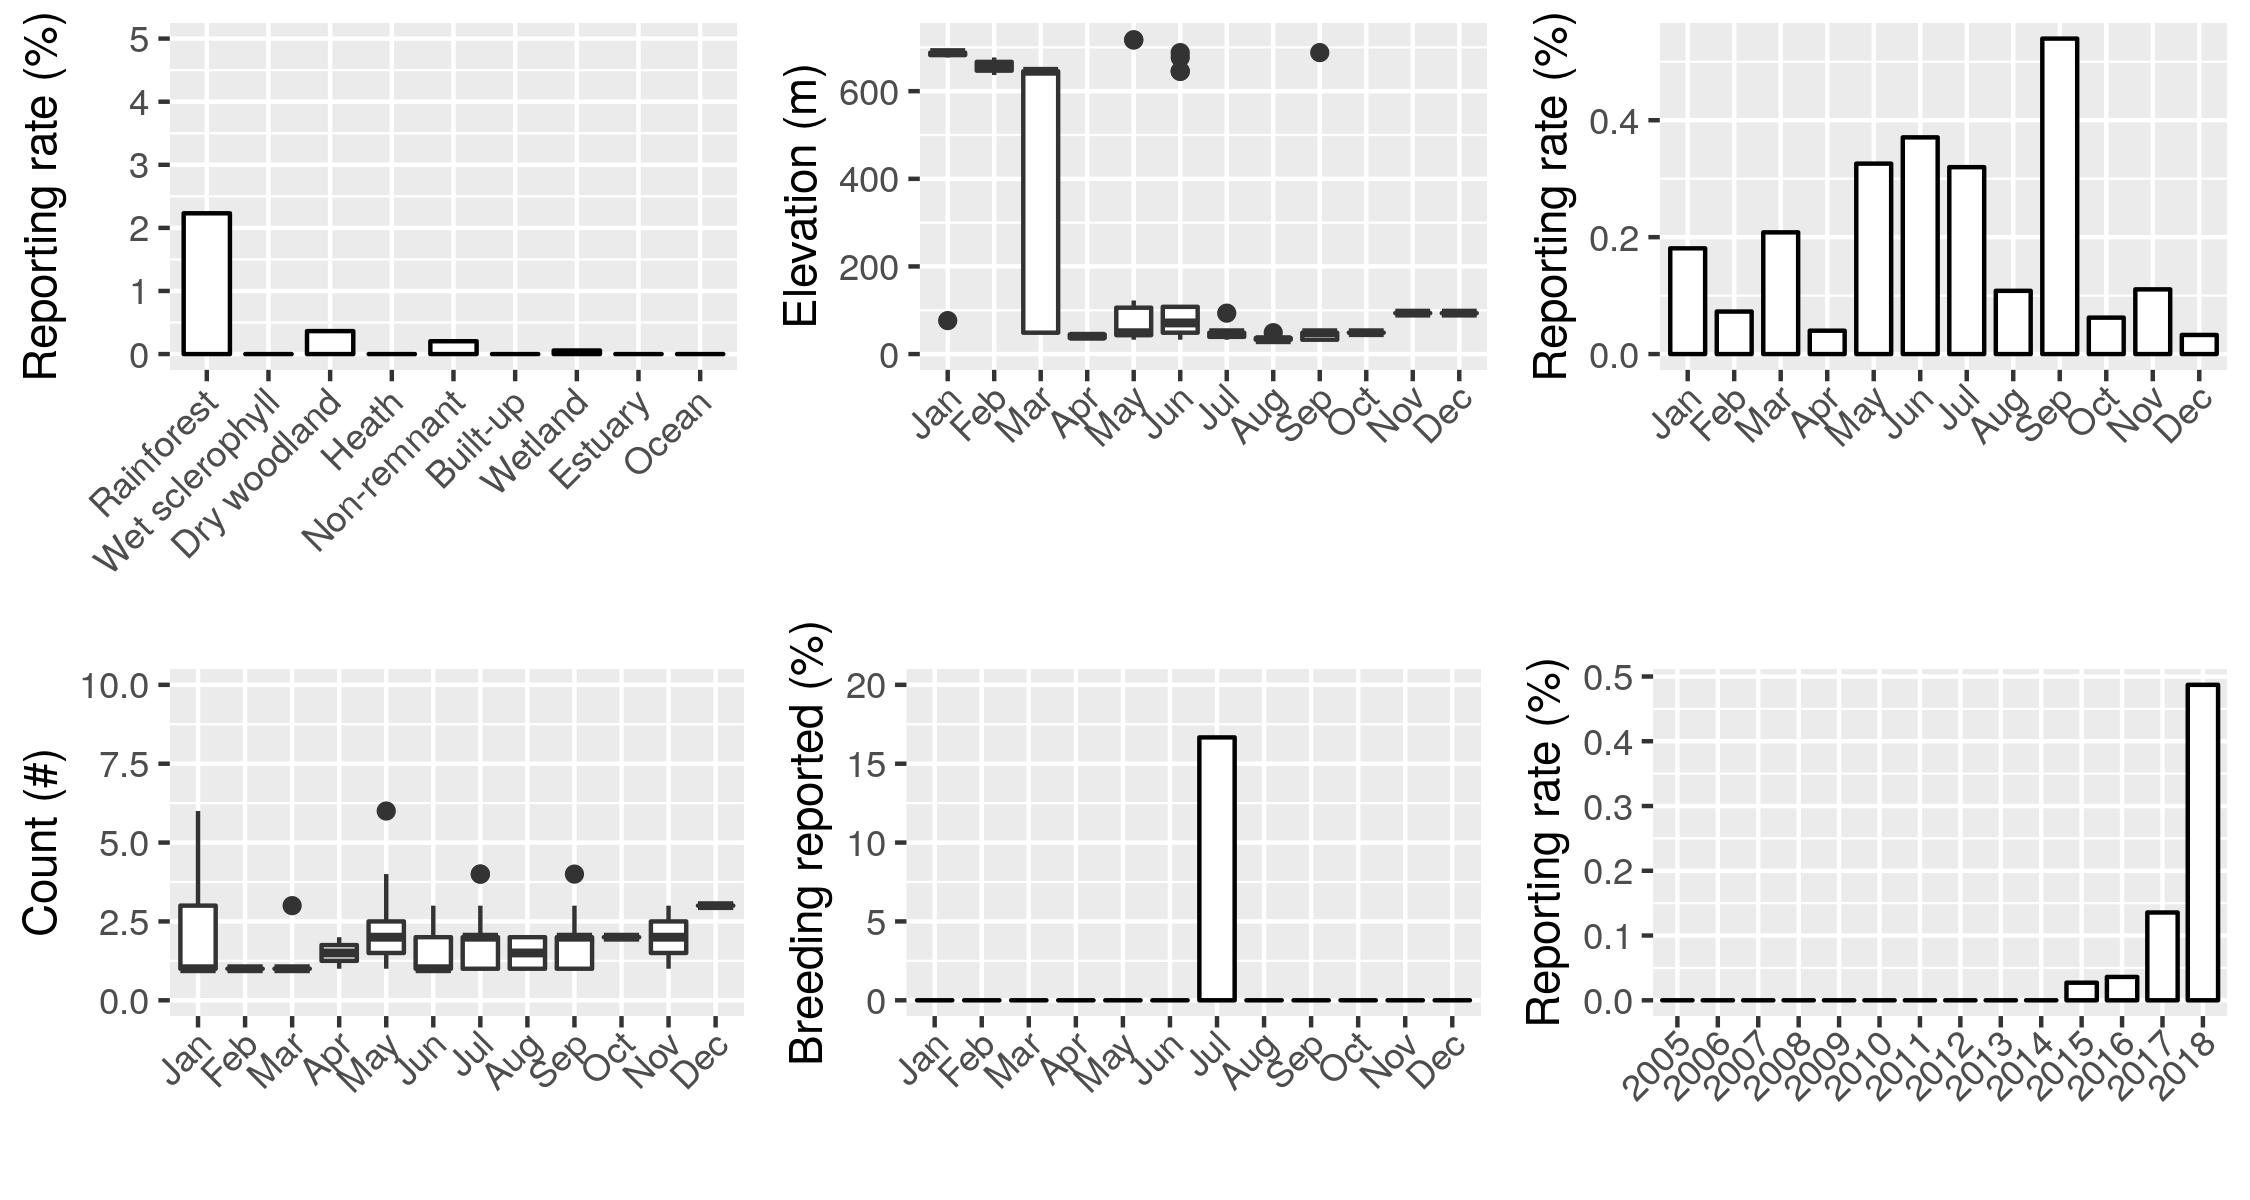 Reporting rate (%)
5
4
3
2
1
0
Rainforest
Wet sclerophyll
Dry woodland
Heath
Non-remnant
Built-up
Wetland
Estuary
Ocean
Elevation (m)
600
400
200
0
Jan
Feb
Mar
Apr
May
Jun
Jul
Aug
Sep
Oct
Nov
Dec
Reporting rate (%)
0.4
0.2
0.0
Jan
Feb
Mar
Apr
May
Jun
Jul
Aug
Sep
Oct
Nov
Dec
Count (#)
10.0
7.5
5.0
2.5
0.0
Jan
Feb
Mar
Apr
May
Jun
Jul
Aug
Sep
Oct
Nov
Dec
Breeding reported (%)
20
15
10
5
0
Jan
Feb
Mar
Apr
May
Jun
Jul
Aug
Sep
Oct
Nov
Dec
Reporting rate (%)
0.5
0.4
0.3
0.2
0.1
0.0
2005
2006
2007
2008
2009
2010
2011
2012
2013
2014
2015
2016
2017
2018